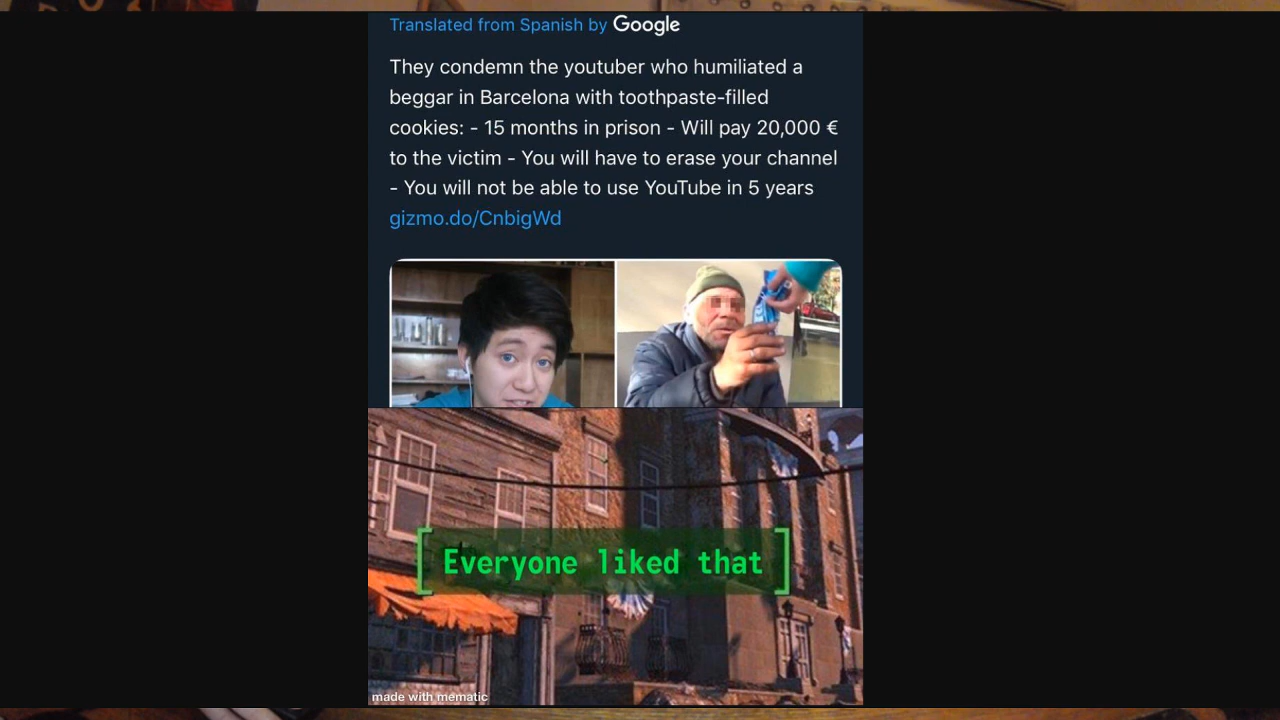 Translated from Spanish by Google
They condemn the youtuber who humiliated a
beggar in Barcelona with toothpaste-filled
cookies: - 15 months in prison - Will pay 20,000 €
to the victim - You will have to erase your channel
- You will not be able to use YouTube in 5 years
gizmo.do/CnbigWd
[Everyone liked that]
made with mematic